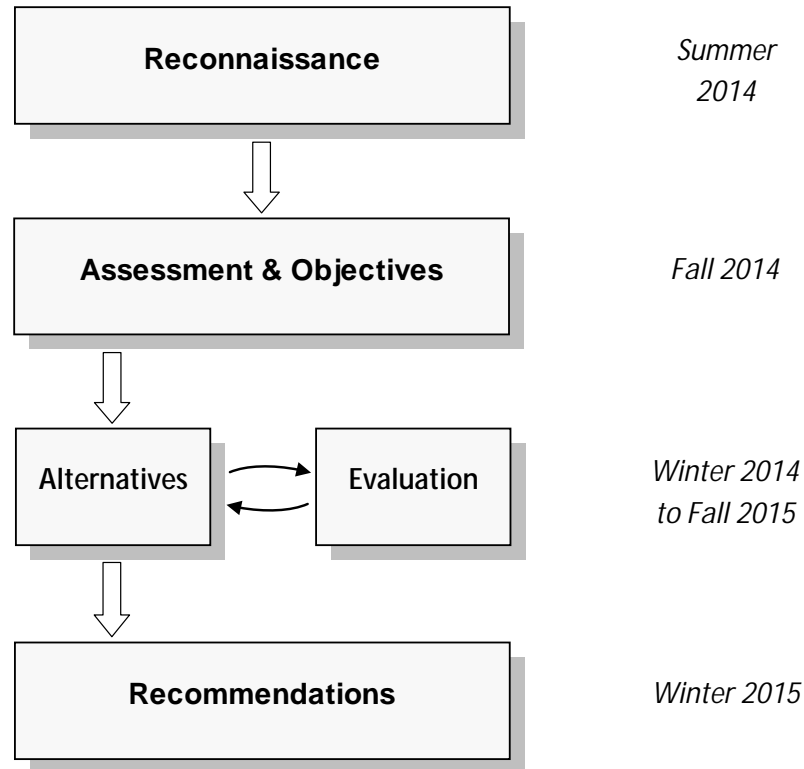 Reconnaissance
Summer
2014
Assessment & Objectives
Fall 2014
Alternatives
Evaluation
Winter 2014
to Fall 2015
Recommendations
Winter 2015